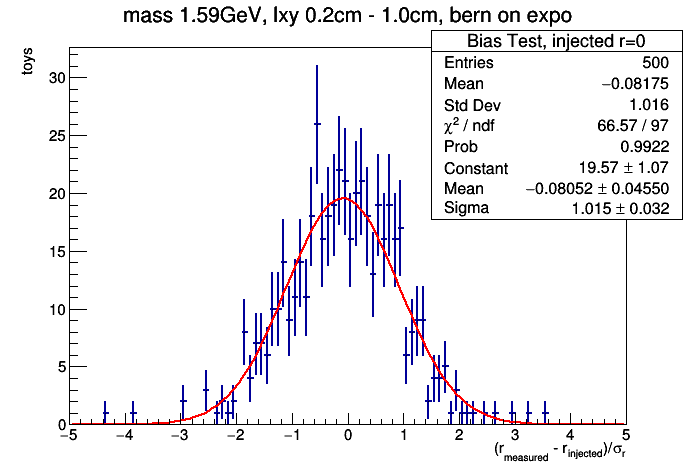 mass 1.59GeV, lxy 0.2cm - 1.0cm, bern on expo
Bias Test, injected r=0
Entries 500
Mean −0.08175
Std Dev 1.016
χ² / ndf 66.57 / 97
Prob 0.9922
Constant 19.57 ± 1.07
Mean −0.08052 ± 0.04550
Sigma 1.015 ± 0.032
toys
30
25
20
15
10
5
0
−5 −4 −3 −2 −1 0 1 2 3 4 5
(r_measured - r_injected)/σ_r